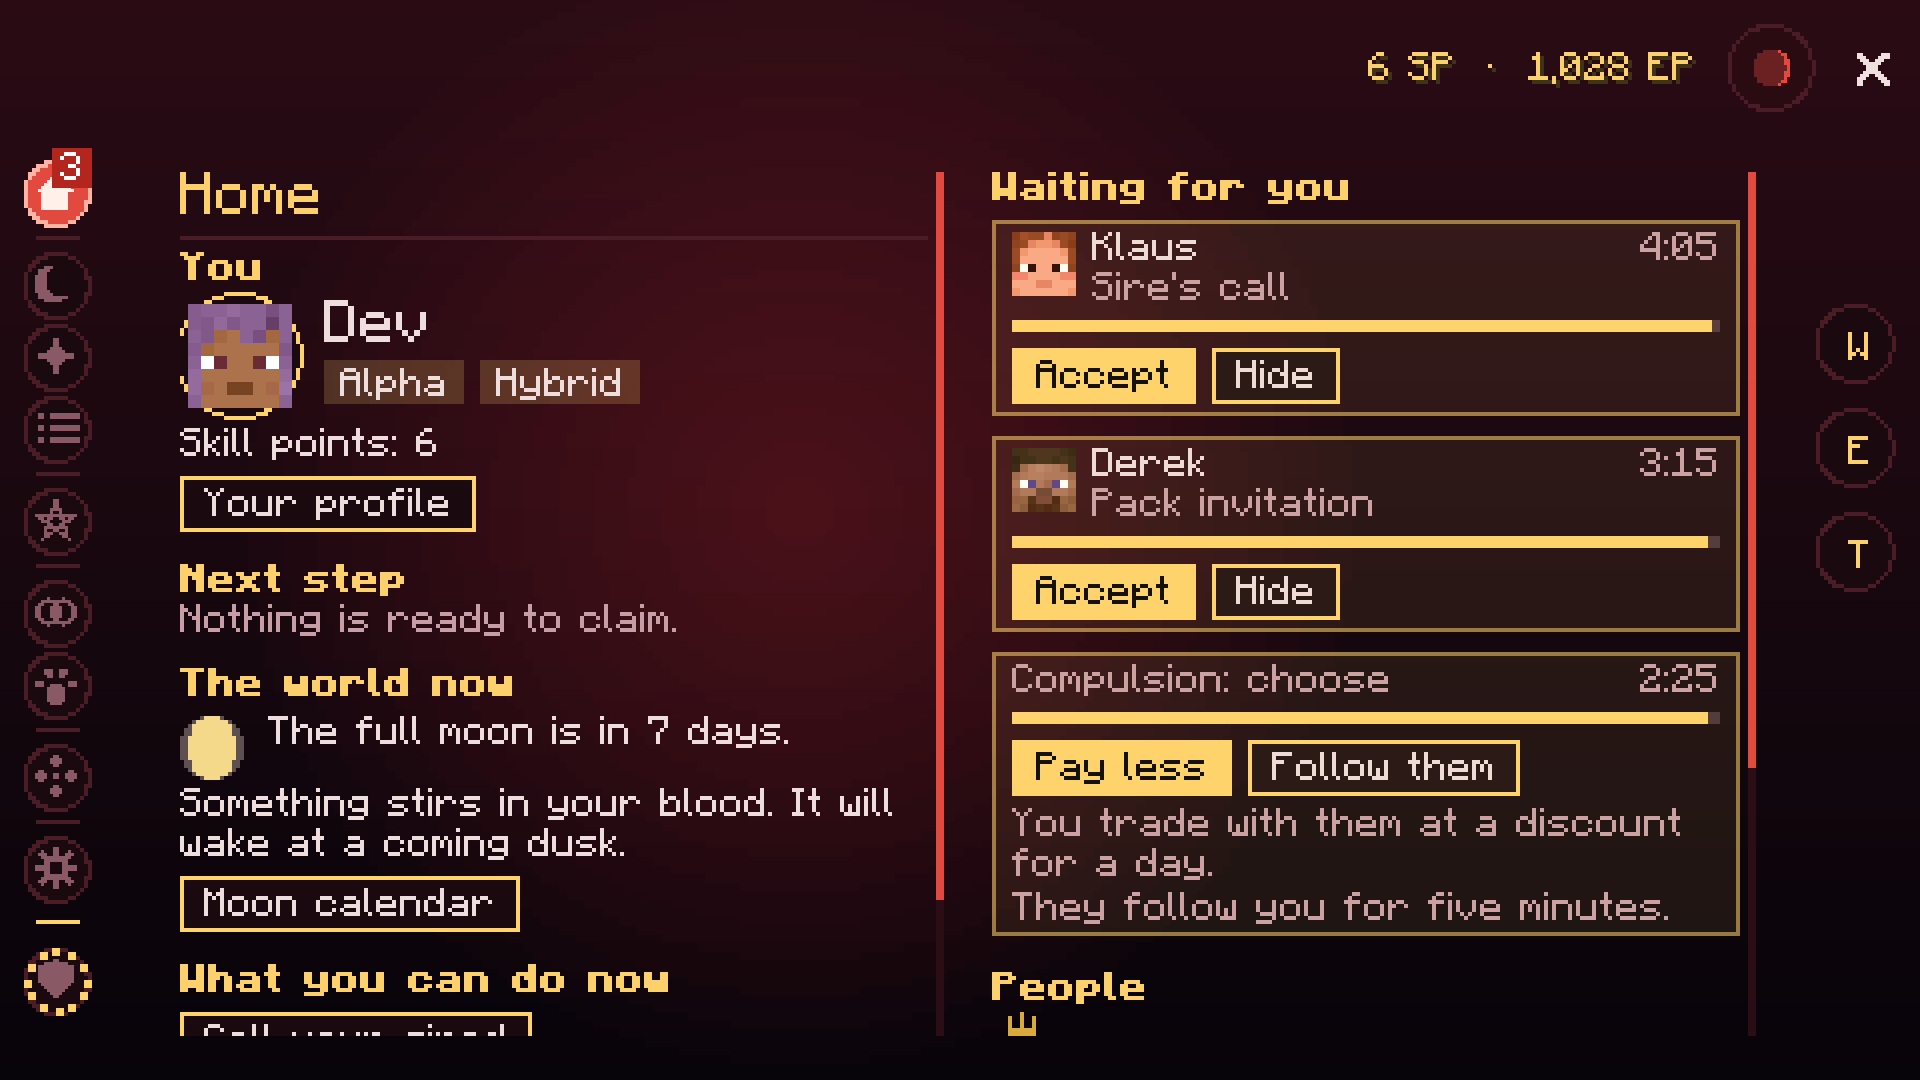 6 SP · 1,028 EP
3
Home
You
Dev
Alpha Hybrid
Skill points: 6
Your profile
Next step
Nothing is ready to claim.
The world now
The full moon is in 7 days.
Something stirs in your blood. It will
wake at a coming dusk.
Moon calendar
What you can do now
Waiting for you
Klaus 4:05
Sire's call
Accept Hide
Derek 3:15
Pack invitation
Accept Hide
Compulsion: choose 2:25
Pay less Follow them
You trade with them at a discount
for a day.
They follow you for five minutes.
People
W
E
T